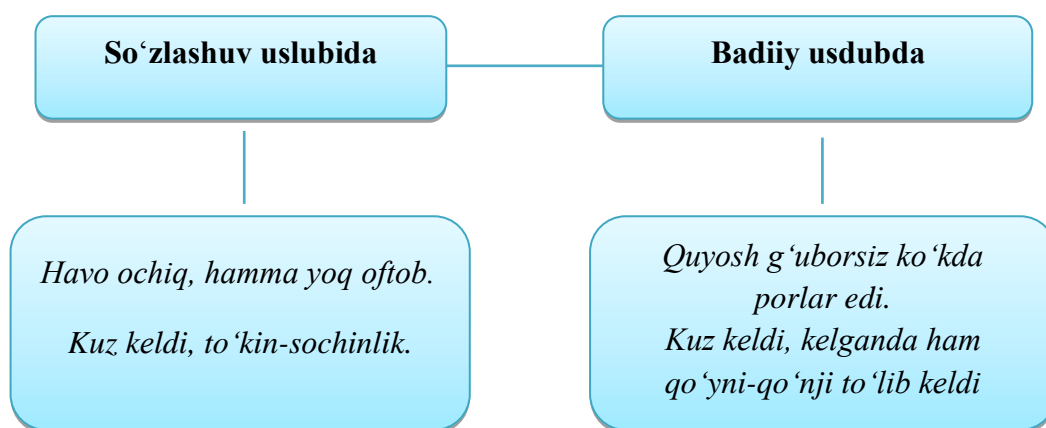 So‘zlashuv uslubida
Badiiy usdubda
Havo ochiq, hamma yoq oftob.
Kuz keldi, to‘kin-sochinlik.
Quyosh g‘uborsiz ko‘kda
porlar edi.
Kuz keldi, kelganda ham
qo‘yni-qo‘nji to‘lib keldi